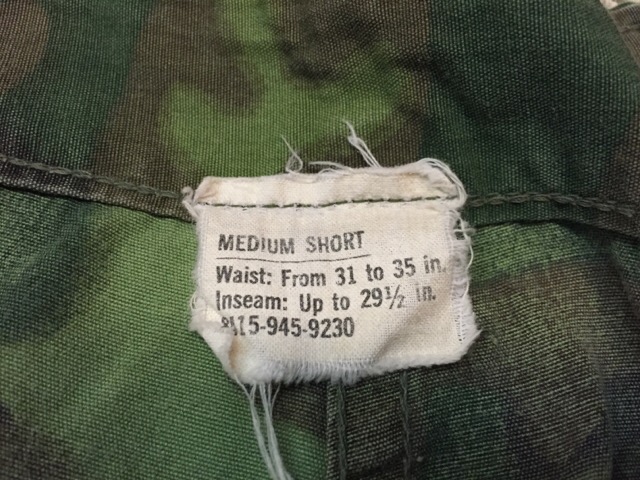 MEDIUM SHORT
Waist: From 31 to 35 in.
Inseam: Up to 29½ in.
8415-945-9230